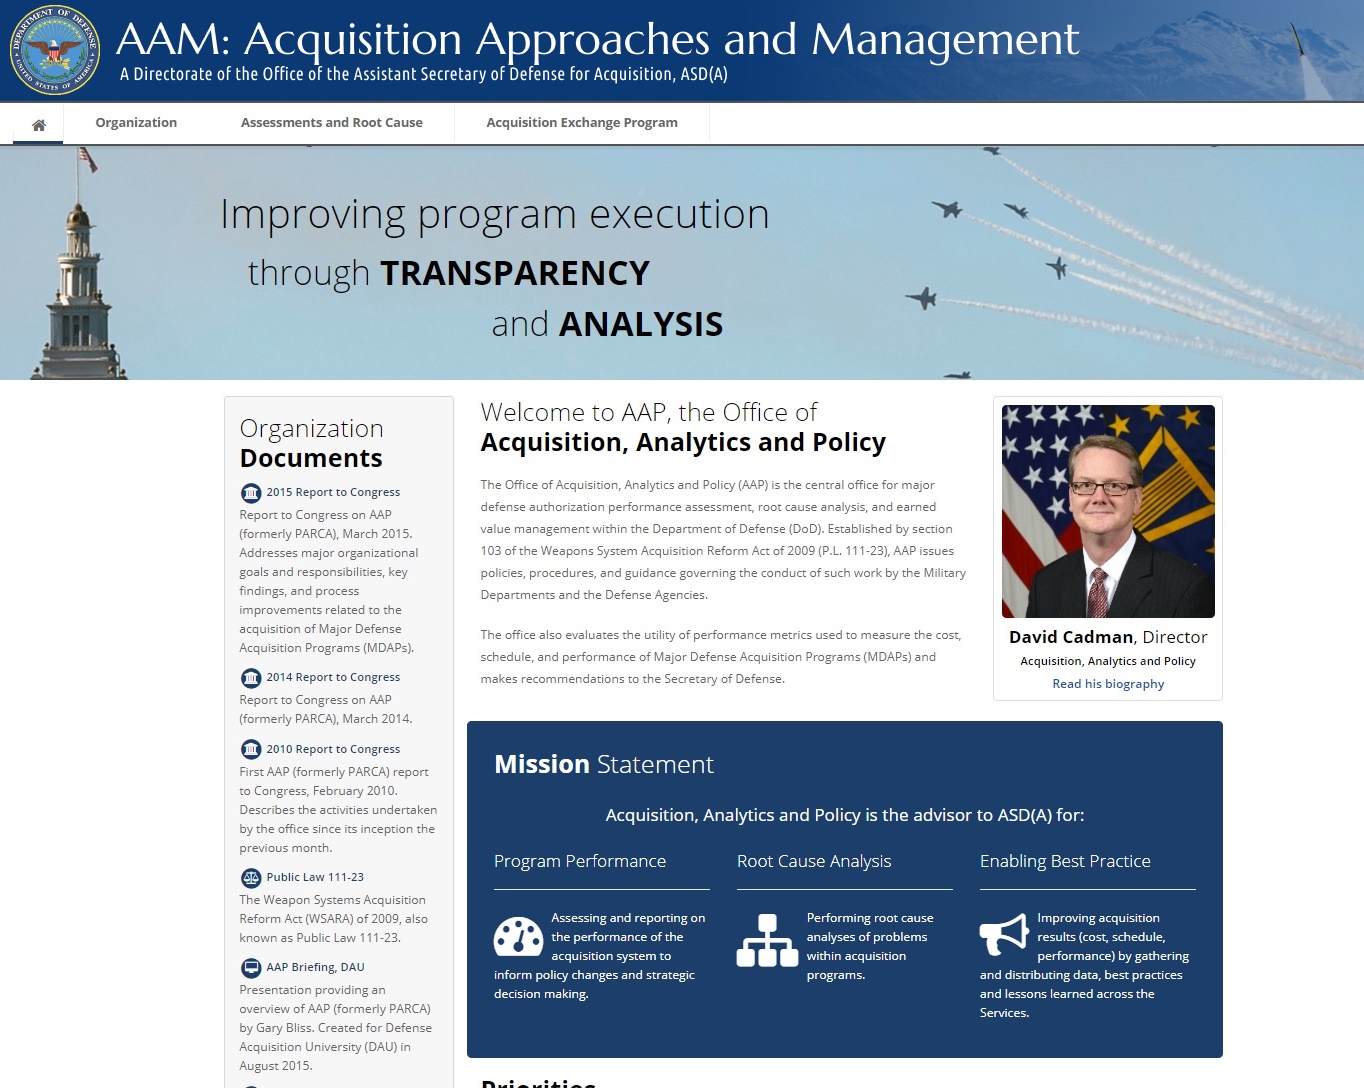 DEPARTMENT OF DEFENSE
UNITED STATES OF AMERICA
AAM: Acquisition Approaches and Management
A Directorate of the Office of the Assistant Secretary of Defense for Acquisition, ASD(A)
Organization
Assessments and Root Cause
Acquisition Exchange Program
Improving program execution
through TRANSPARENCY
and ANALYSIS
Organization
Documents
2015 Report to Congress
Report to Congress on AAP
(formerly PARCA), March 2015.
Addresses major organizational
goals and responsibilities, key
findings, and process
improvements related to the
acquisition of Major Defense
Acquisition Programs (MDAPs).
2014 Report to Congress
Report to Congress on AAP
(formerly PARCA), March 2014.
2010 Report to Congress
First AAP (formerly PARCA) report
to Congress, February 2010.
Describes the activities undertaken
by the office since its inception the
previous month.
Public Law 111-23
The Weapon Systems Acquisition
Reform Act (WSARA) of 2009, also
known as Public Law 111-23.
AAP Briefing, DAU
Presentation providing an
overview of AAP (formerly PARCA)
by Gary Bliss. Created for Defense
Acquisition University (DAU) in
August 2015.
Welcome to AAP, the Office of
Acquisition, Analytics and Policy
The Office of Acquisition, Analytics and Policy (AAP) is the central office for major
defense authorization performance assessment, root cause analysis, and earned
value management within the Department of Defense (DoD). Established by section
103 of the Weapons System Acquisition Reform Act of 2009 (P.L. 111-23), AAP issues
policies, procedures, and guidance governing the conduct of such work by the Military
Departments and the Defense Agencies.
The office also evaluates the utility of performance metrics used to measure the cost,
schedule, and performance of Major Defense Acquisition Programs (MDAPs) and
makes recommendations to the Secretary of Defense.
David Cadman, Director
Acquisition, Analytics and Policy
Read his biography
Mission Statement
Acquisition, Analytics and Policy is the advisor to ASD(A) for:
Program Performance
Assessing and reporting on
the performance of the
acquisition system to
inform policy changes and strategic
decision making.
Root Cause Analysis
Performing root cause
analyses of problems
within acquisition
programs.
Enabling Best Practice
Improving acquisition
results (cost, schedule,
performance) by gathering
and distributing data, best practices
and lessons learned across the
Services.
Priorities